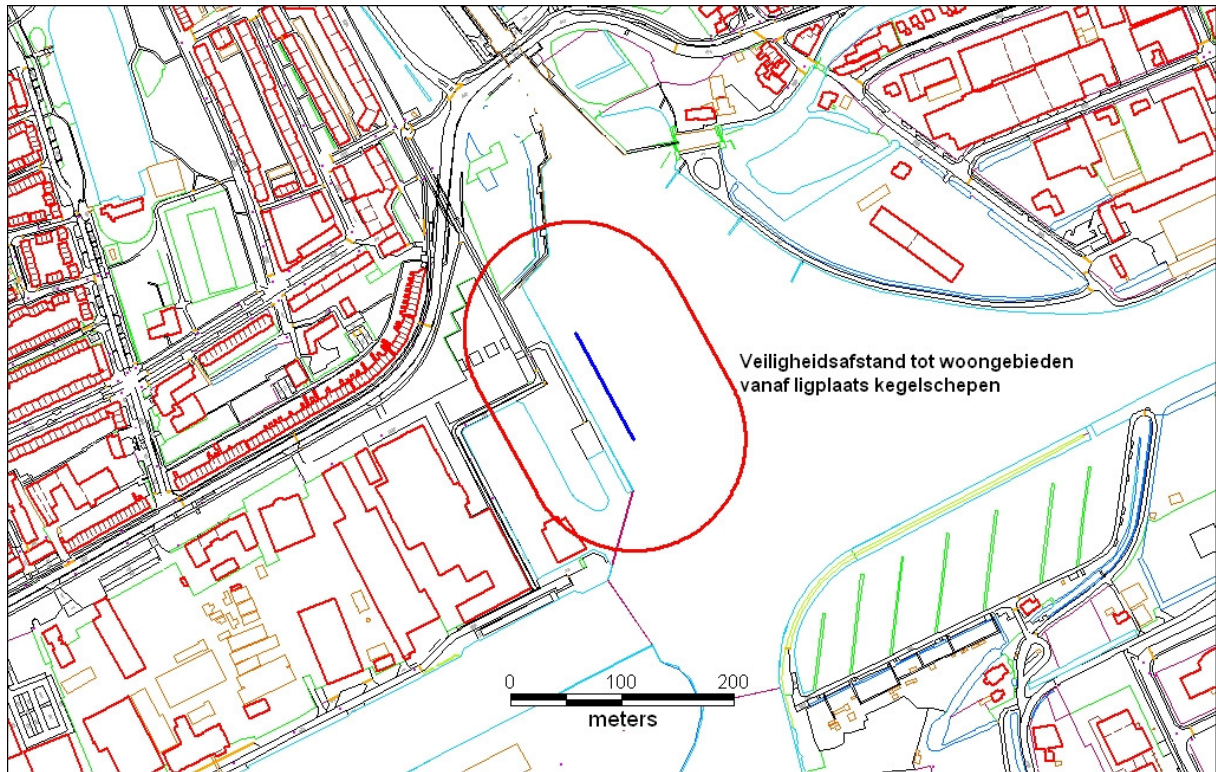 Veiligheidsafstand tot woongebieden
vanaf ligplaats kegelschepen
0 100 200
meters